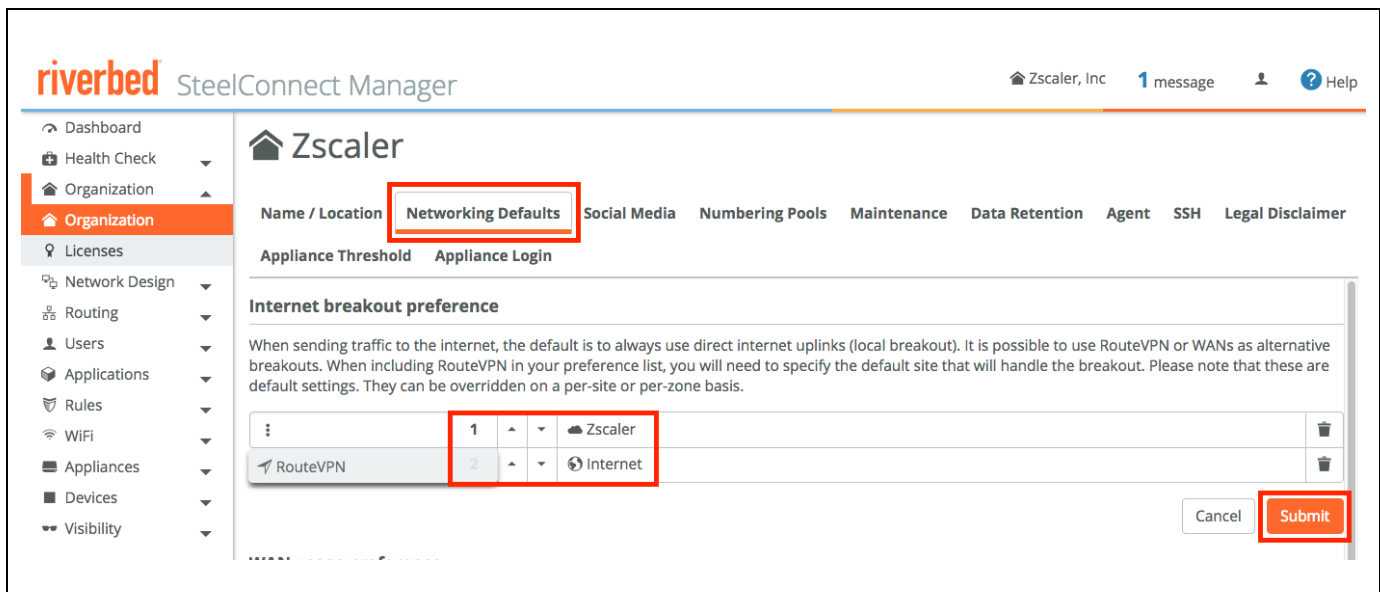 riverbed SteelConnect Manager
Zscaler, Inc 1 message Help
Dashboard
Health Check
Organization
Organization
Licenses
Network Design
Routing
Users
Applications
Rules
WiFi
Appliances
Devices
Visibility
Zscaler
Name / Location Networking Defaults Social Media Numbering Pools Maintenance Data Retention Agent SSH Legal Disclaimer
Appliance Threshold Appliance Login
Internet breakout preference
When sending traffic to the internet, the default is to always use direct internet uplinks (local breakout). It is possible to use RouteVPN or WANs as alternative
breakouts. When including RouteVPN in your preference list, you will need to specify the default site that will handle the breakout. Please note that these are
default settings. They can be overridden on a per-site or per-zone basis.
1 Zscaler
RouteVPN 2 Internet
Cancel Submit